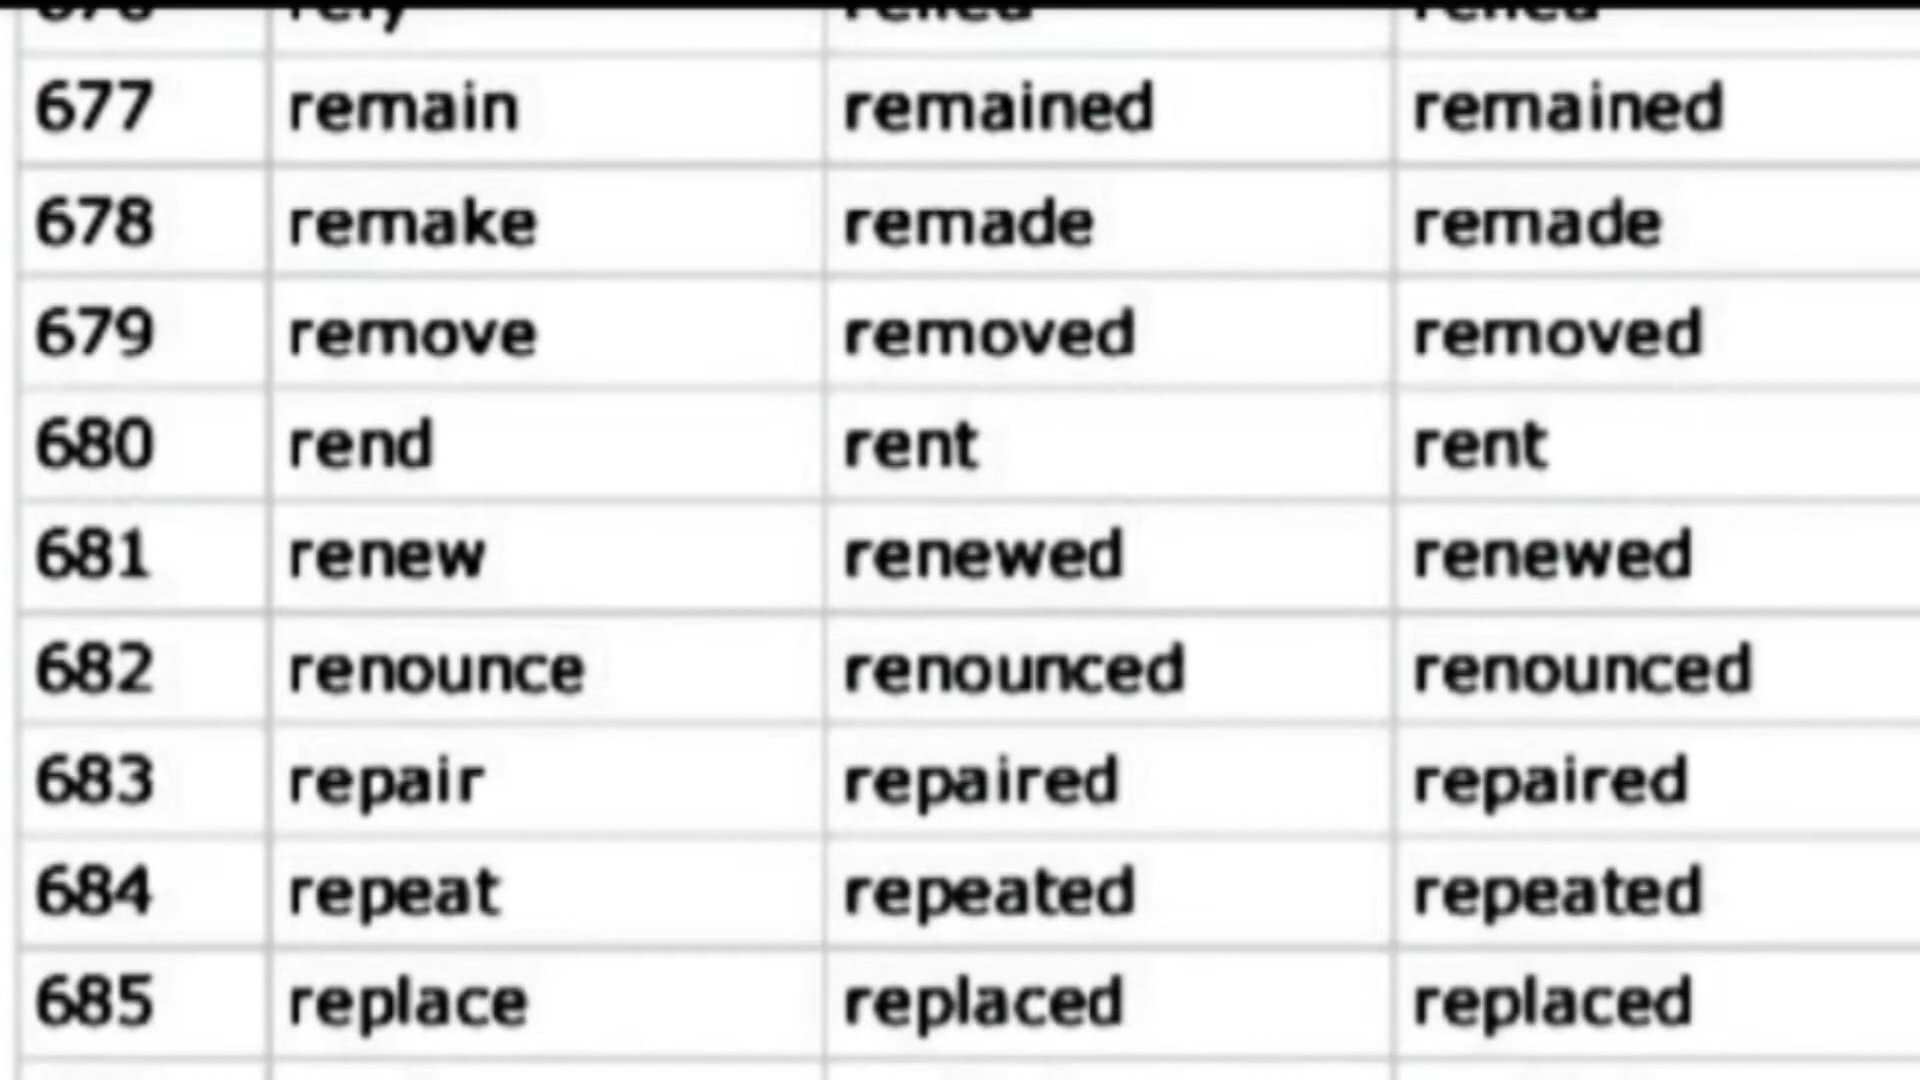 677 remain remained remained
678 remake remade remade
679 remove removed removed
680 rend rent rent
681 renew renewed renewed
682 renounce renounced renounced
683 repair repaired repaired
684 repeat repeated repeated
685 replace replaced replaced